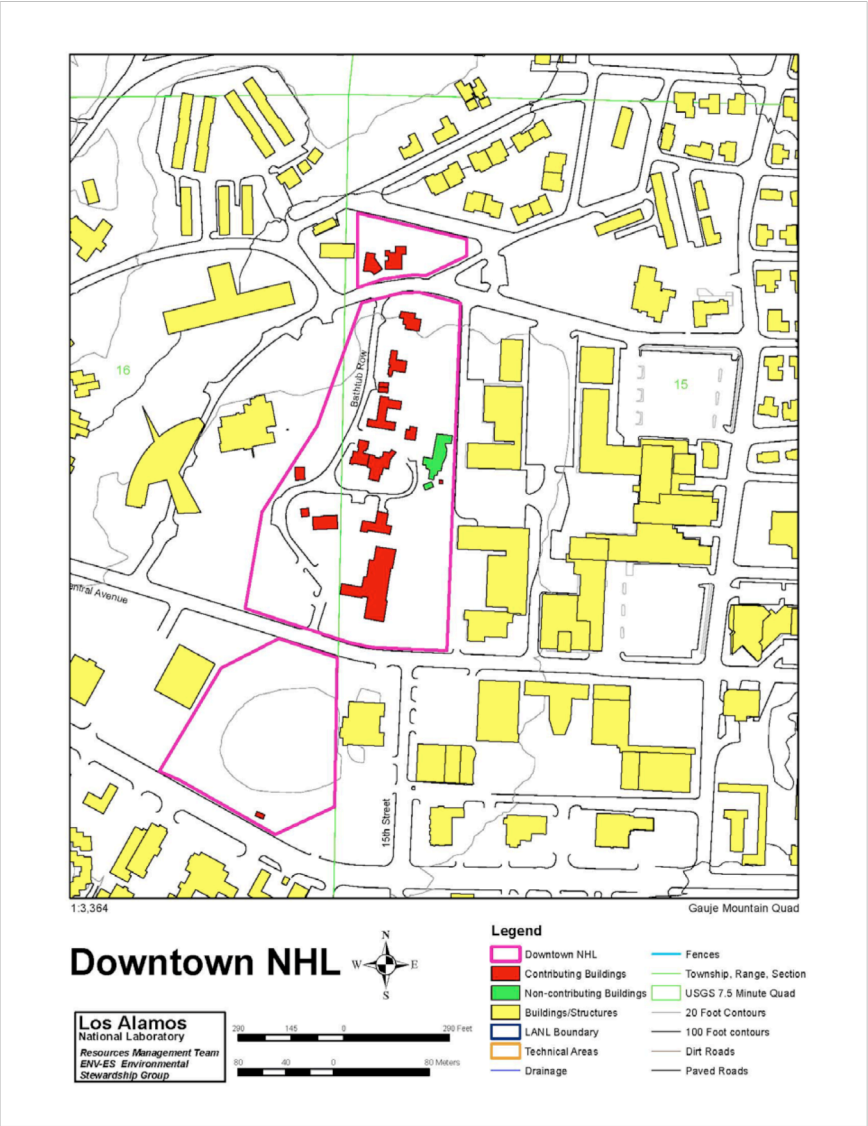 16
15
Bathtub Row
entral Avenue
15th Street
1:3,364
Gauje Mountain Quad
Downtown NHL
N
W
E
S
Los Alamos
National Laboratory
Resources Management Team
ENV-ES Environmental
Stewardship Group
290 145 0 290 Feet
80 40 0 80 Meters
Legend
Downtown NHL
Contributing Buildings
Non-contributing Buildings
Buildings/Structures
LANL Boundary
Technical Areas
Drainage
Fences
Township, Range, Section
USGS 7.5 Minute Quad
20 Foot Contours
100 Foot contours
Dirt Roads
Paved Roads